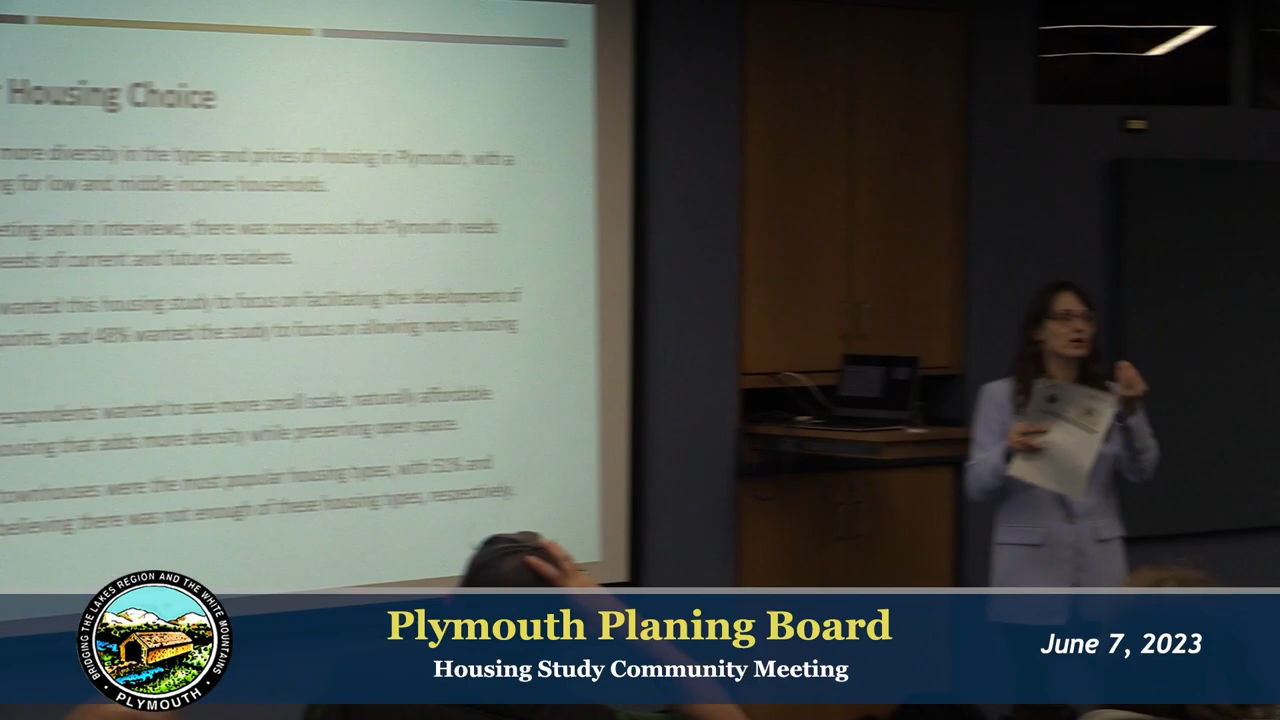 Housing Choice
more diversity in the types and prices of housing in Plymouth, with a
for low and middle income households.
and in interviews, there was consensus that Plymouth needs
needs of current and future residents.
wanted this housing study to focus on facilitating the development of
points, and 48% wanted the study to focus on allowing more housing
respondents wanted to see more small scale, naturally affordable
housing that adds more density while preserving open space.
townhouses were the most popular housing types, with 51% and
believing there was not enough of these housing types, respectively.
BRIDGING THE LAKES REGION AND THE WHITE MOUNTAINS
• PLYMOUTH •
Plymouth Planing Board
Housing Study Community Meeting
June 7, 2023